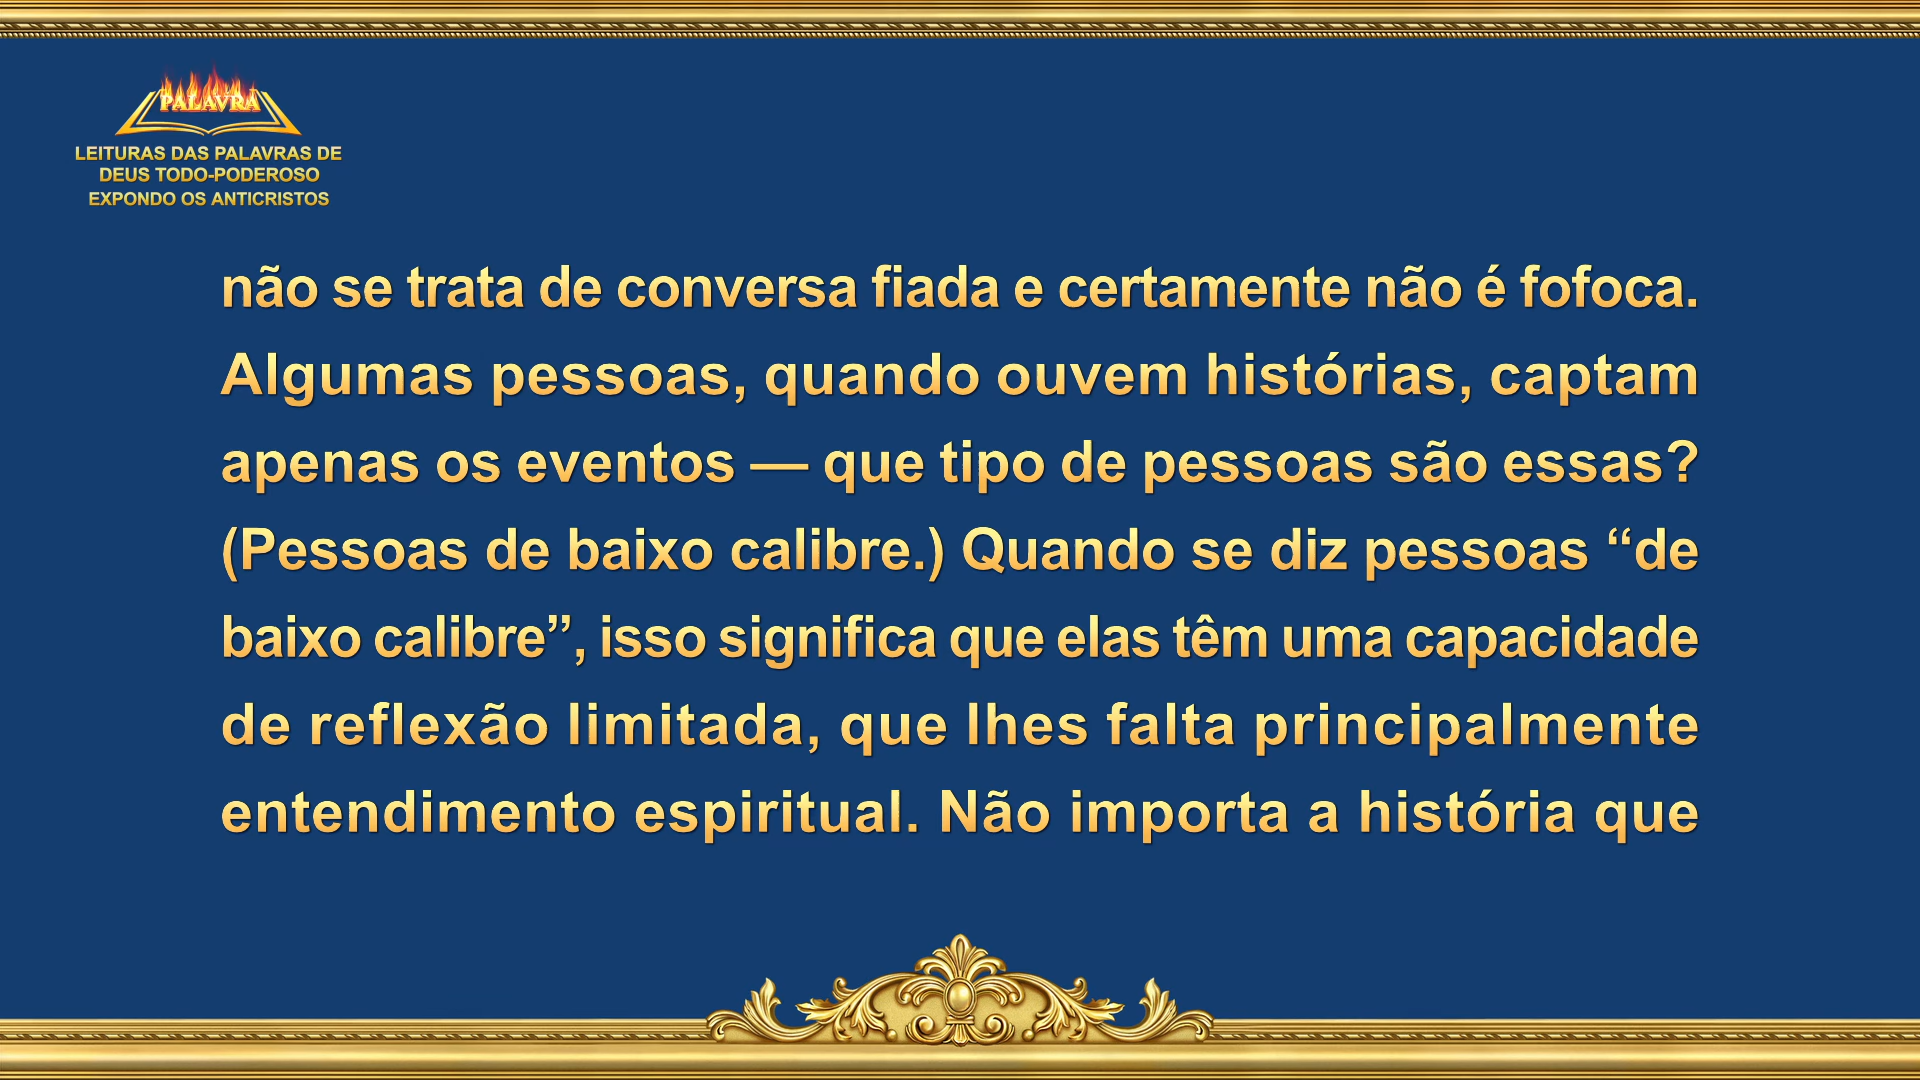 PALAVRA
LEITURAS DAS PALAVRAS DE
DEUS TODO-PODEROSO
EXPONDO OS ANTICRISTOS
não se trata de conversa fiada e certamente não é fofoca.
Algumas pessoas, quando ouvem histórias, captam
apenas os eventos — que tipo de pessoas são essas?
(Pessoas de baixo calibre.) Quando se diz pessoas “de
baixo calibre”, isso significa que elas têm uma capacidade
de reflexão limitada, que lhes falta principalmente
entendimento espiritual. Não importa a história que